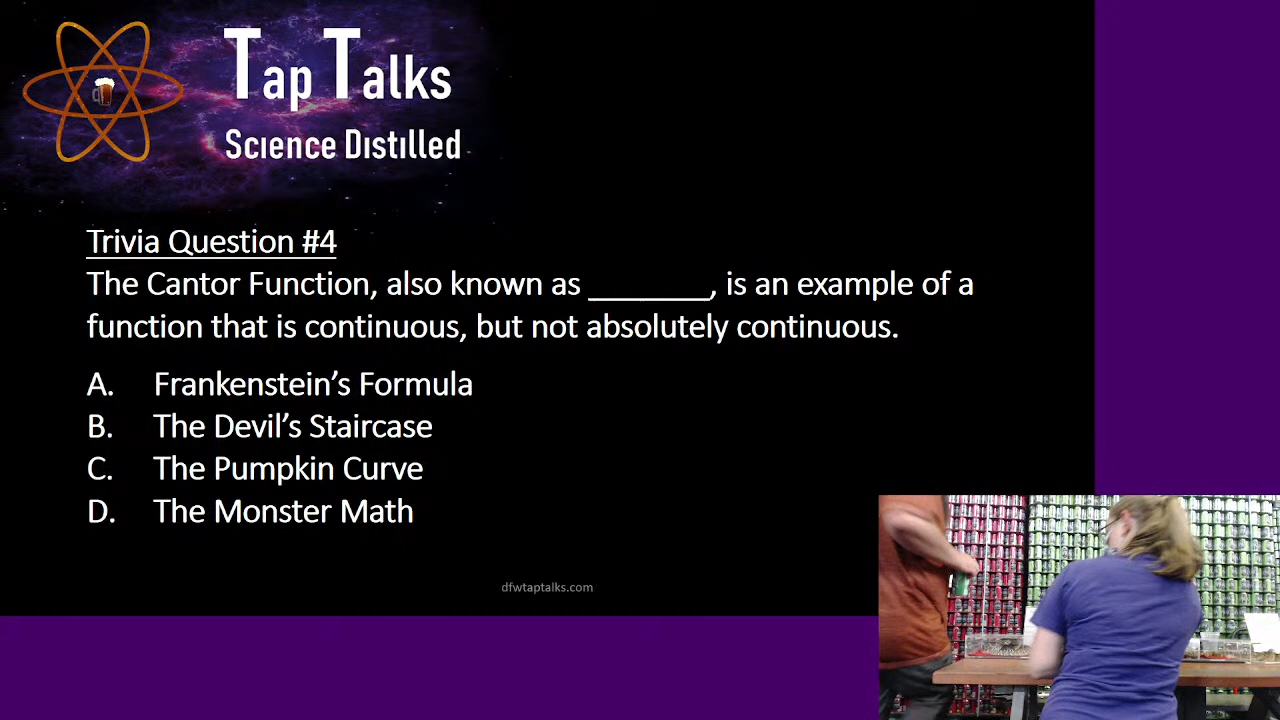 Tap Talks
Science Distilled
Trivia Question #4
The Cantor Function, also known as _______, is an example of a
function that is continuous, but not absolutely continuous.
A. Frankenstein’s Formula
B. The Devil’s Staircase
C. The Pumpkin Curve
D. The Monster Math
dfwtaptalks.com